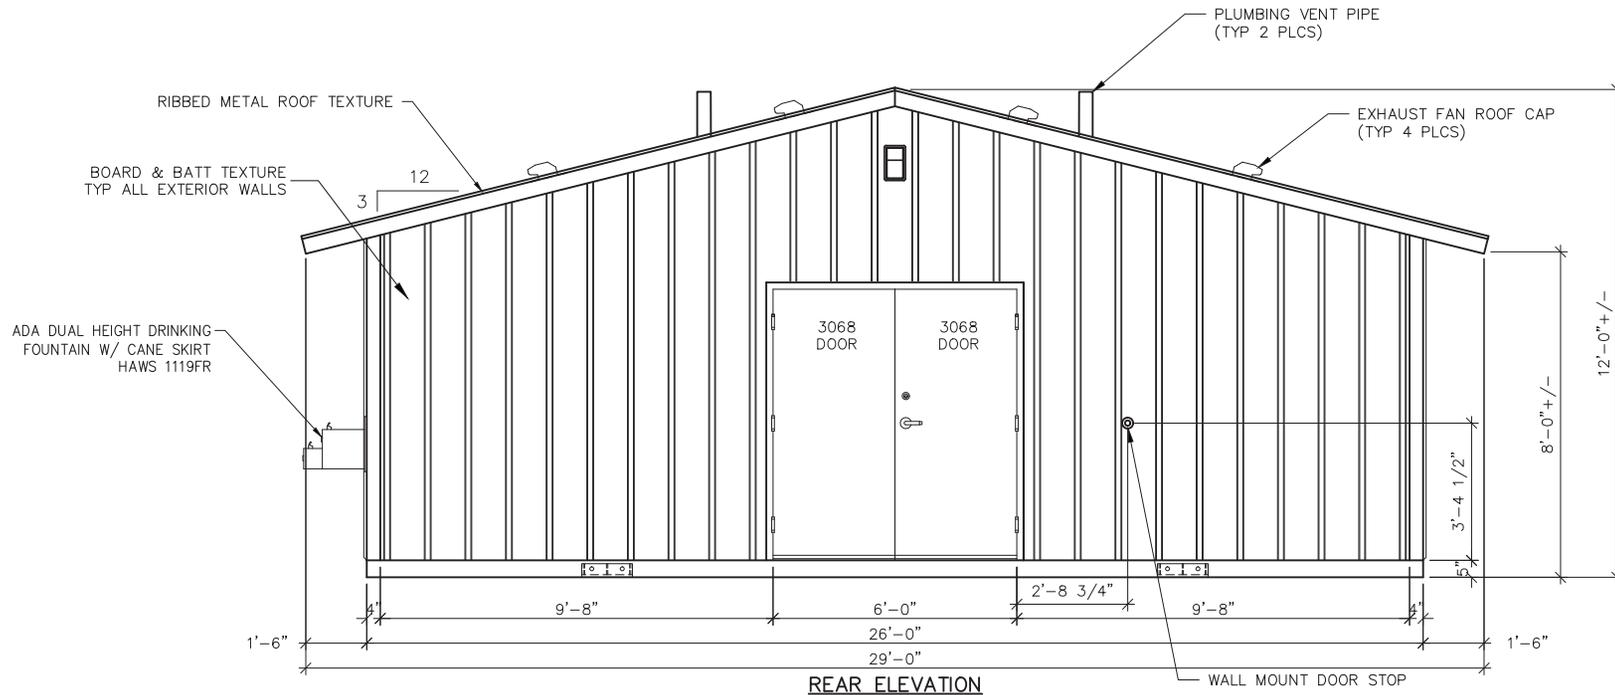 PLUMBING VENT PIPE
(TYP 2 PLCS)
RIBBED METAL ROOF TEXTURE
EXHAUST FAN ROOF CAP
(TYP 4 PLCS)
BOARD & BATT TEXTURE
TYP ALL EXTERIOR WALLS
12
3
ADA DUAL HEIGHT DRINKING
FOUNTAIN W/ CANE SKIRT
HAWS 1119FR
3068
DOOR
3068
DOOR
12'-0"+/-
8'-0"+/-
3'-4 1/2"
5"
2'-8 3/4"
4"
9'-8"
6'-0"
9'-8"
4"
1'-6"
26'-0"
1'-6"
29'-0"
WALL MOUNT DOOR STOP
REAR ELEVATION